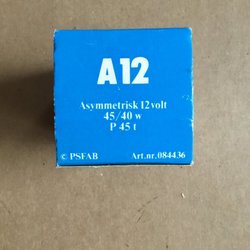 A12
Asymmetrisk 12volt
45/40 w
P 45 t
© PSFAB Art.nr. 084436